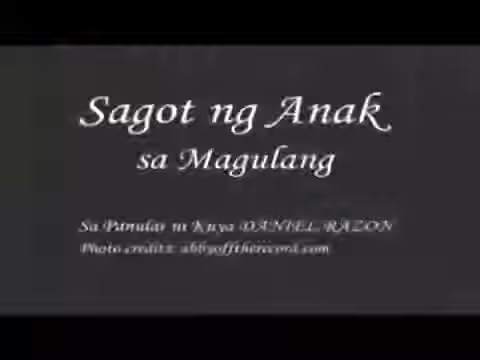 Sagot ng Anak
sa Magulang
Sa Panulat ni Kuya DANIEL RAZON
Photo credits: abbyofftherecord.com